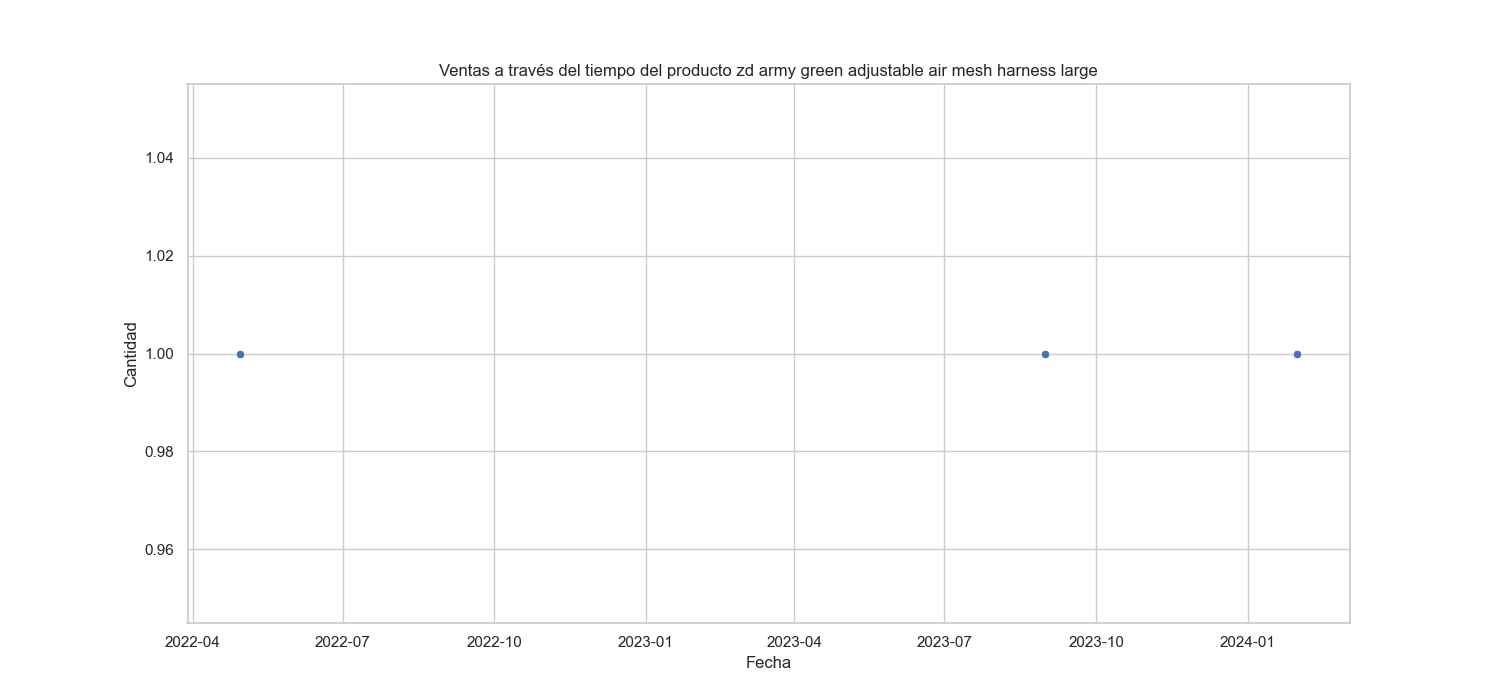 Ventas a través del tiempo del producto zd army green adjustable air mesh harness large
1.04
1.02
1.00
0.98
0.96
Cantidad
2022-04 2022-07 2022-10 2023-01 2023-04 2023-07 2023-10 2024-01
Fecha